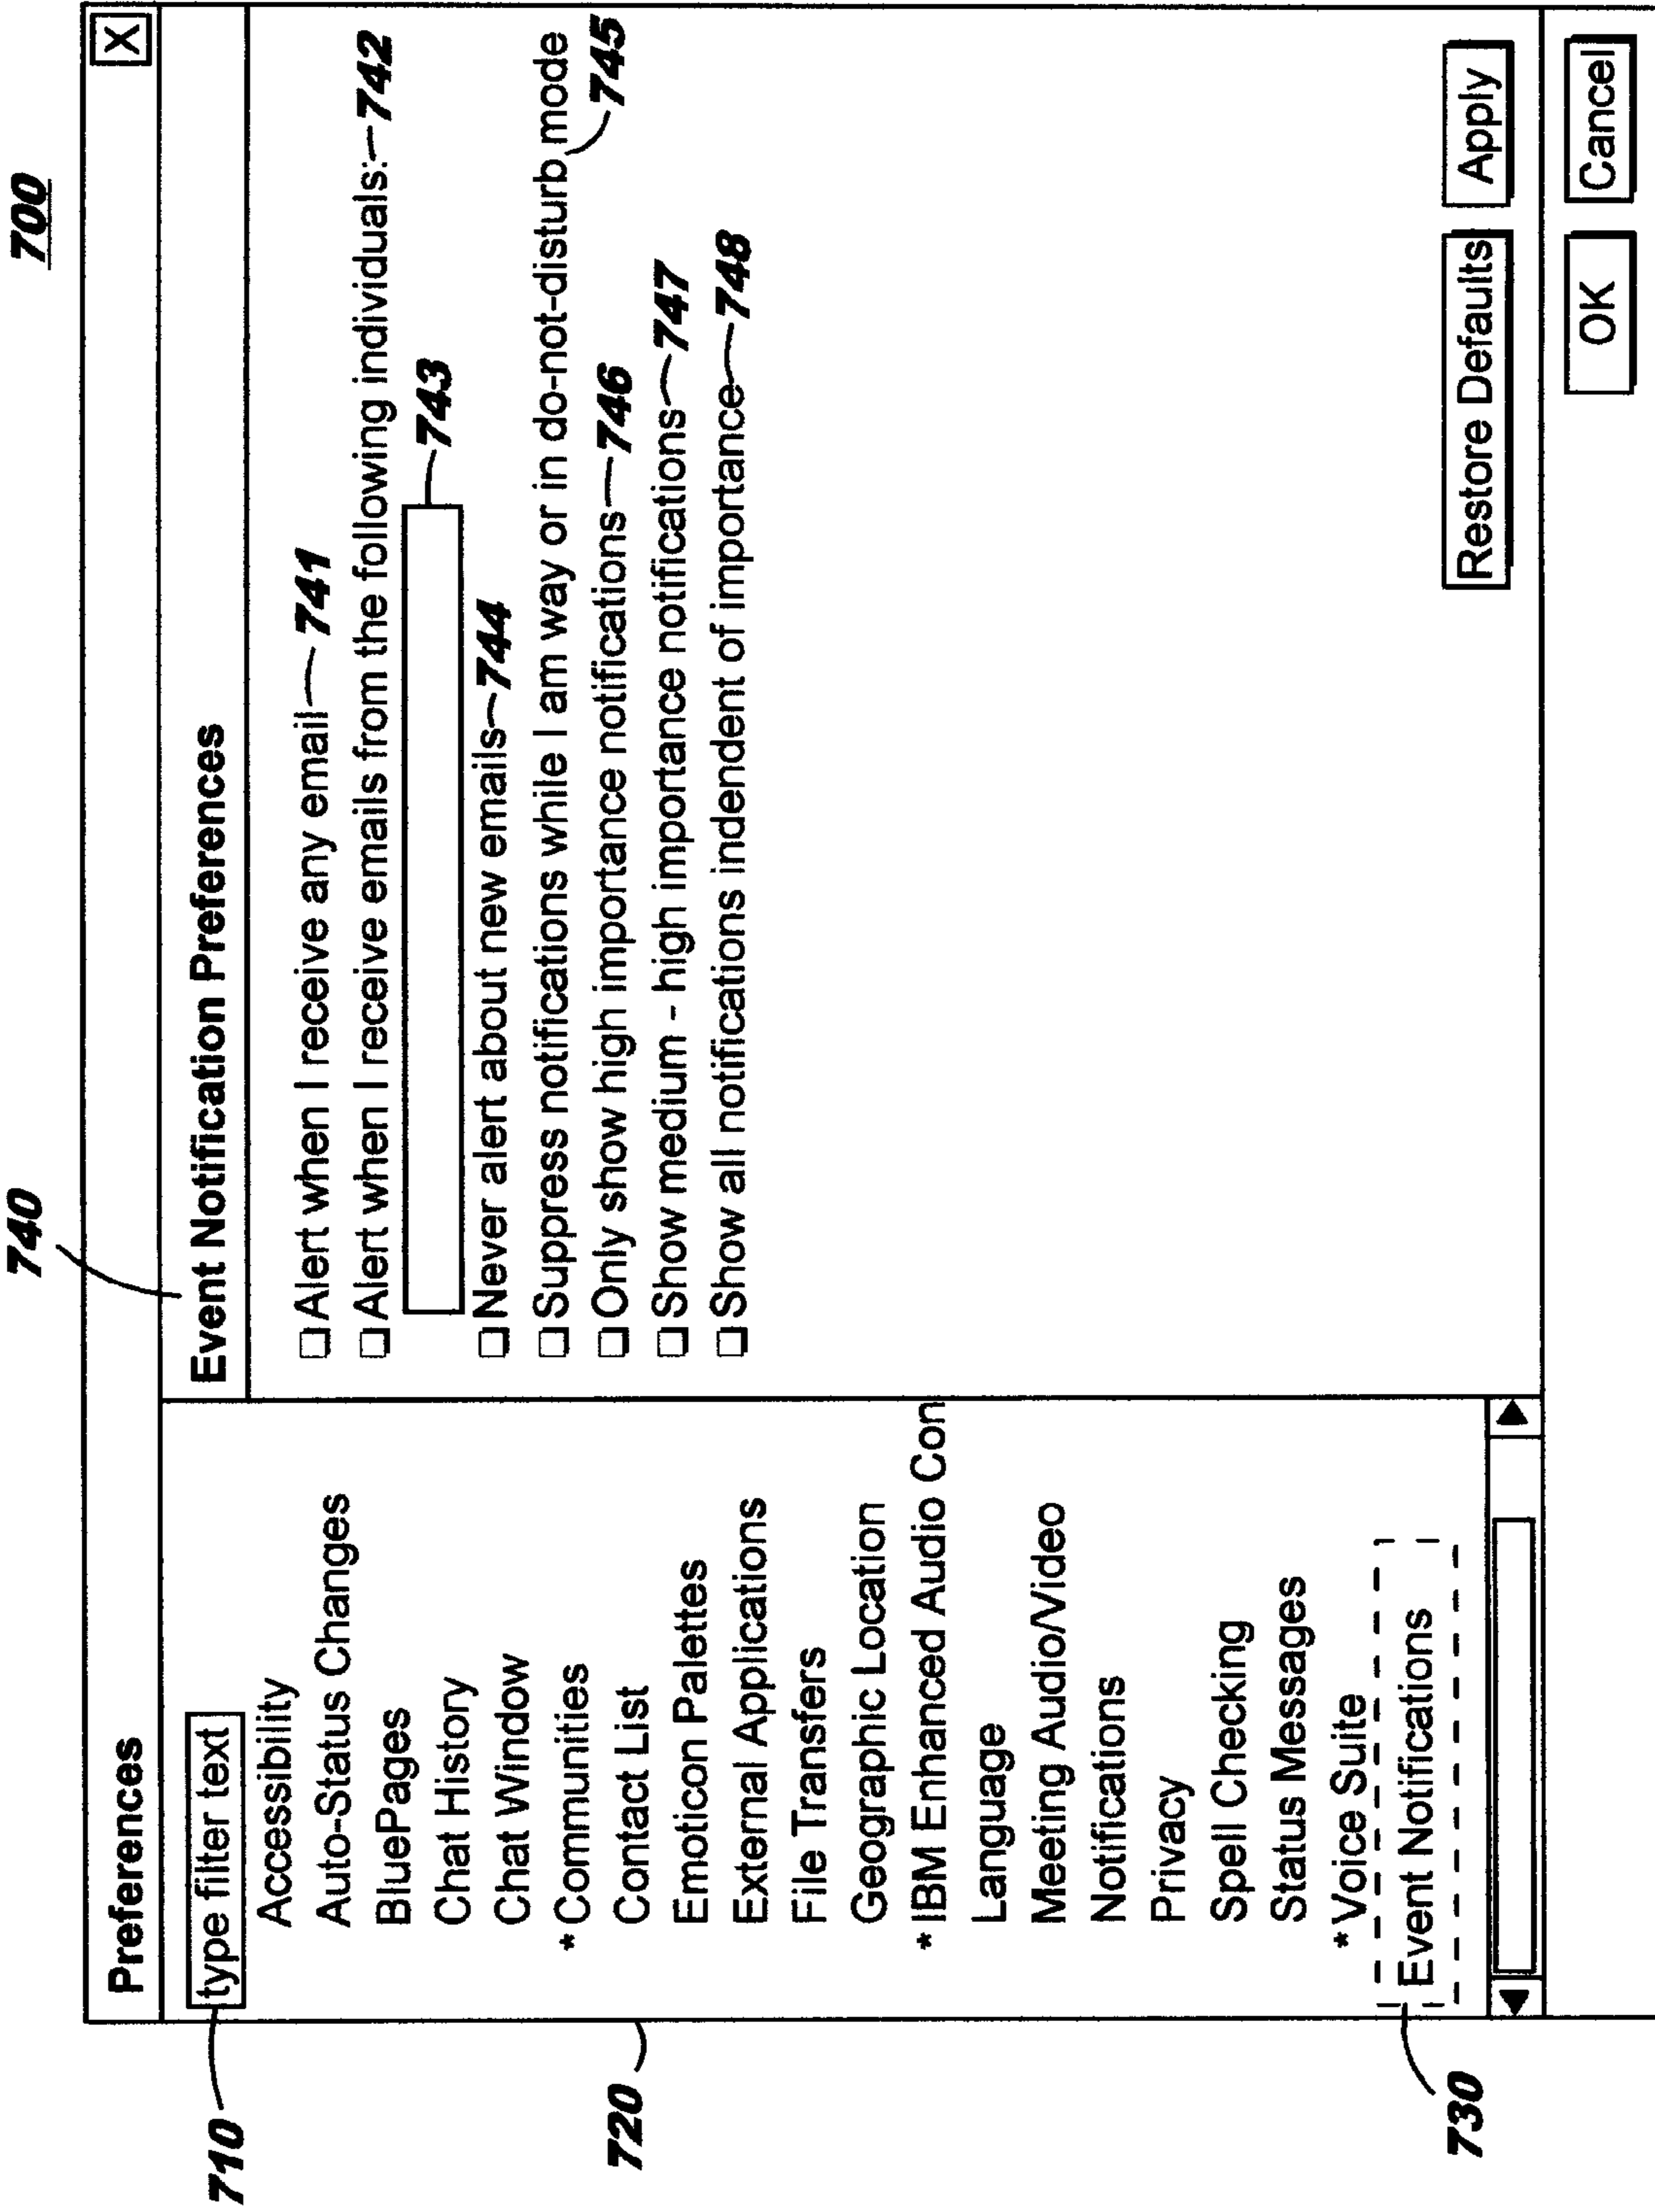 700
740
Preferences X
710 type filter text
Accessibility
Auto-Status Changes
BluePages
Chat History
Chat Window
* Communities
Contact List
Emoticon Palettes
External Applications
File Transfers
Geographic Location
* IBM Enhanced Audio Con
Language
Meeting Audio/Video
Notifications
Privacy
Spell Checking
Status Messages
* Voice Suite
Event Notifications
720
730
Event Notification Preferences
Alert when I receive any email 741
Alert when I receive emails from the following individuals: 742
743
Never alert about new emails 744
Suppress notifications while I am way or in do-not-disturb mode 745
Only show high importance notifications 746
Show medium - high importance notifications 747
Show all notifications indendent of importance 748
Restore Defaults Apply
OK Cancel